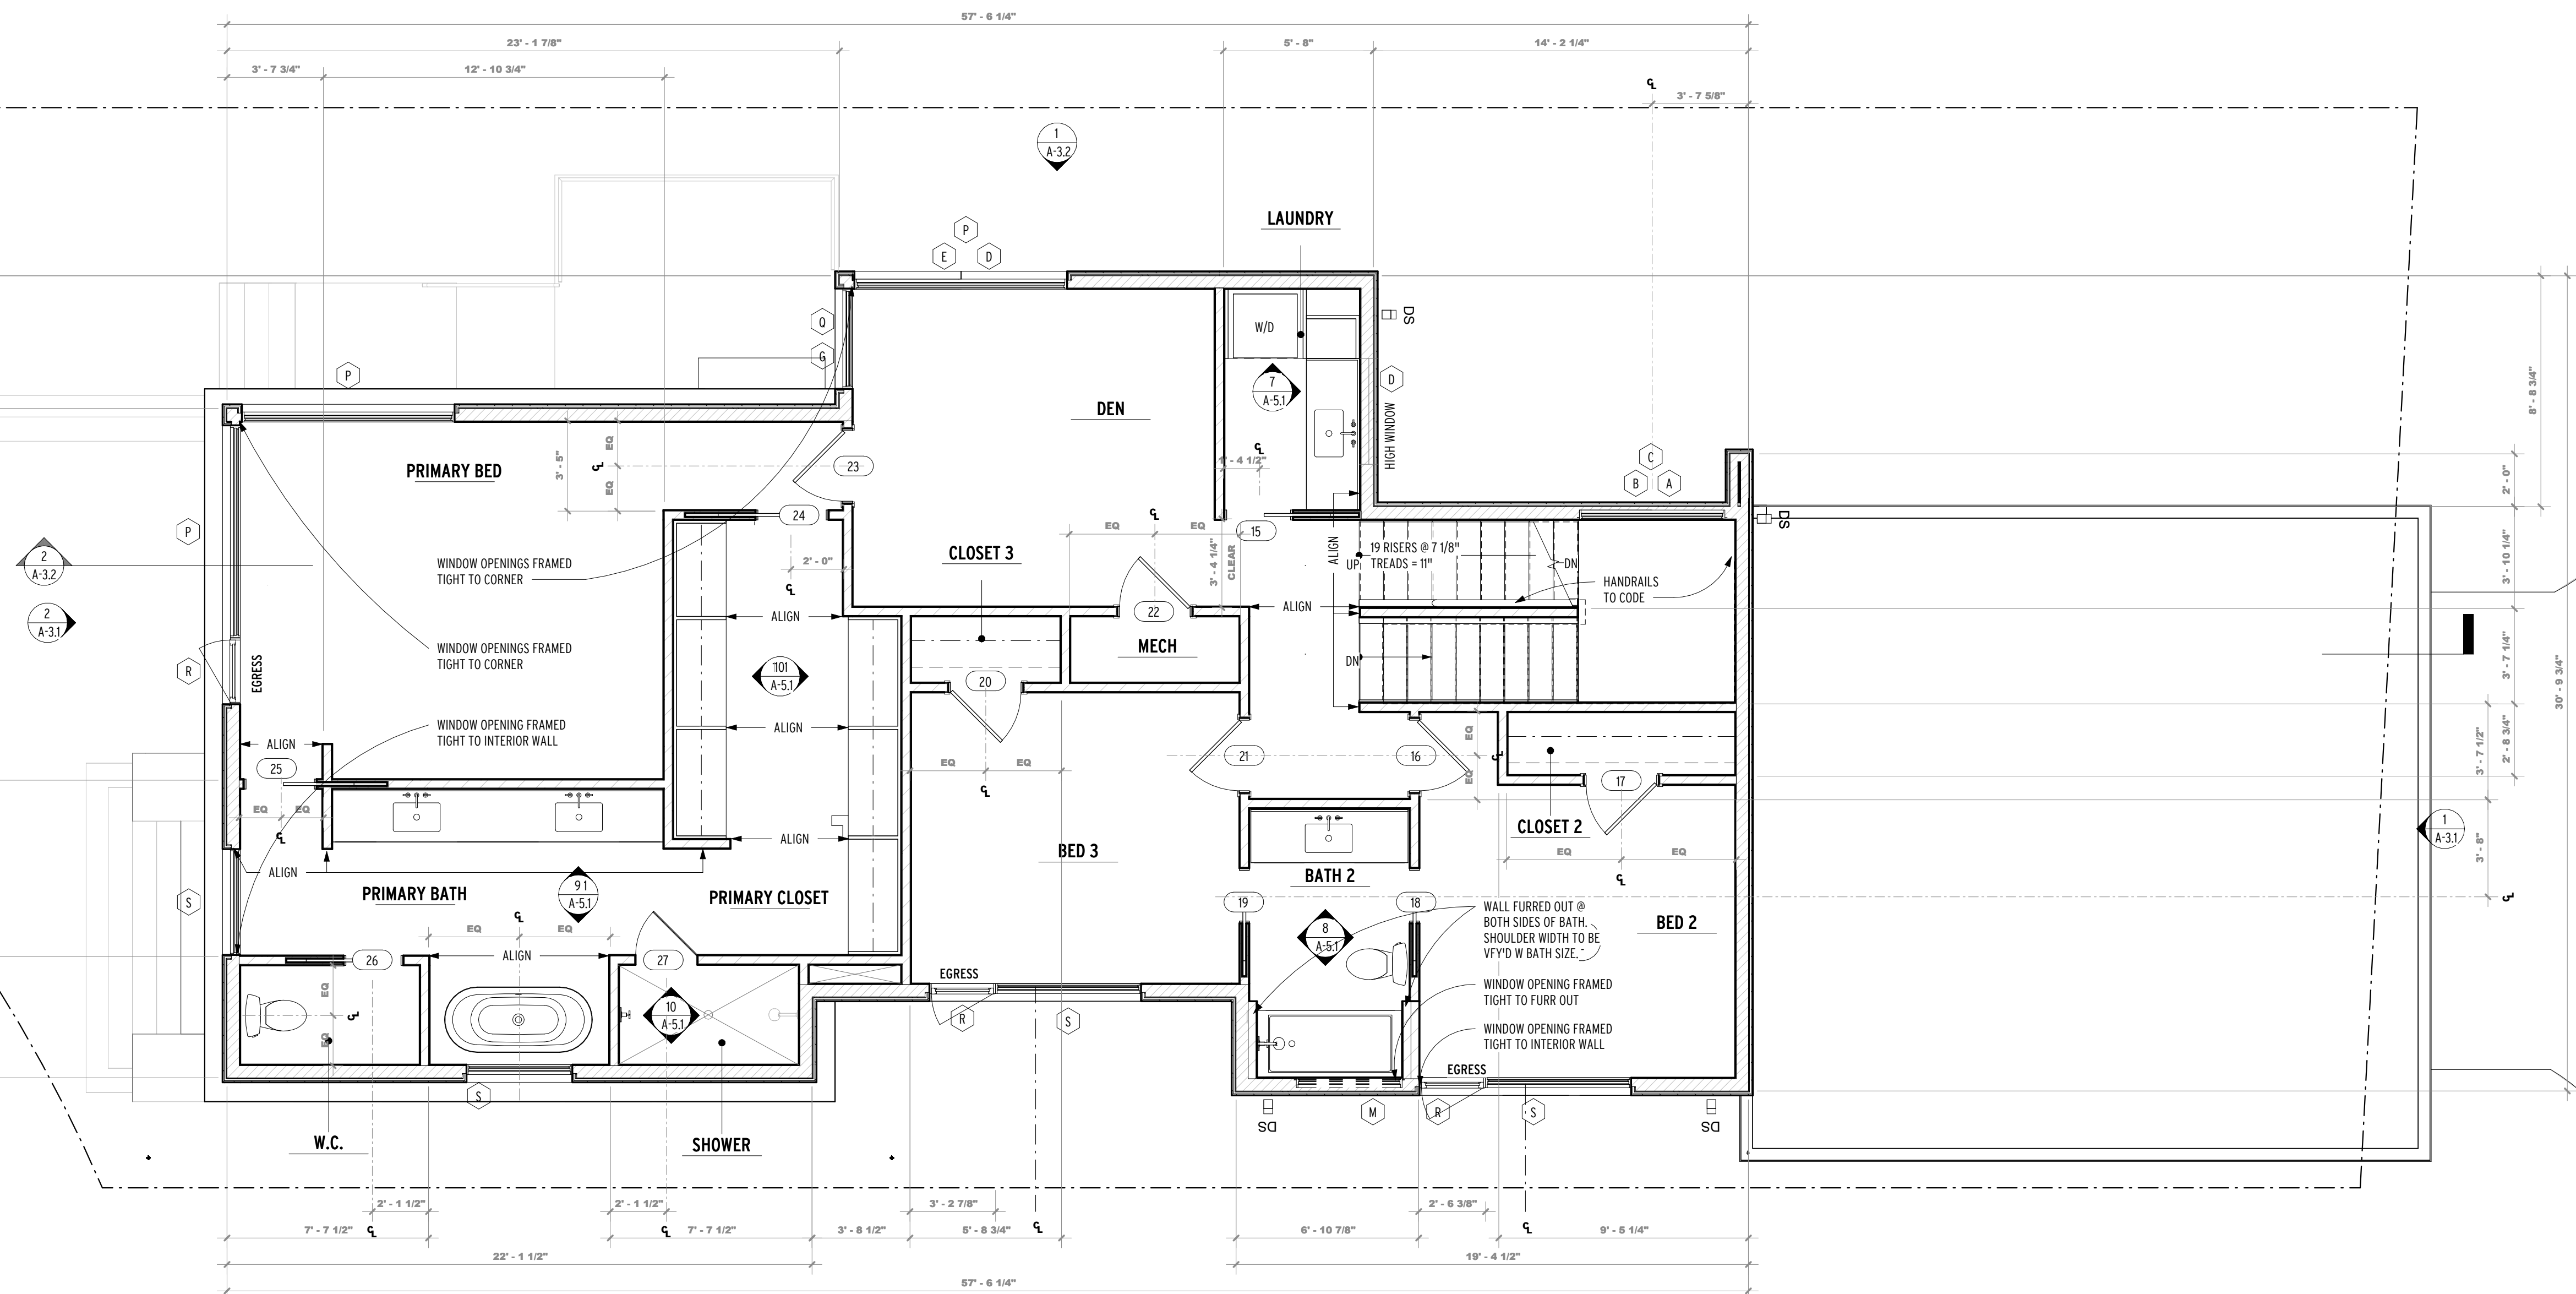 57' - 6 1/4"
23' - 1 7/8"
5' - 8"
14' - 2 1/4"
3' - 7 3/4"
12' - 10 3/4"
3' - 7 5/8"
1
A-3.2
LAUNDRY
P
E
D
Q
G
W/D
DS
P
7
A-5.1
D
HIGH WINDOW
8' - 8 3/4"
DEN
PRIMARY BED
3' - 5"
EQ
EQ
23
1' - 4 1/2"
C
B
A
2' - 0"
24
EQ
EQ
15
DS
P
2
A-3.2
WINDOW OPENINGS FRAMED
TIGHT TO CORNER
2' - 0"
CLOSET 3
3' - 4 1/4"
CLEAR
ALIGN
19 RISERS @ 7 1/8"
TREADS = 11"
UP
DN
HANDRAILS
TO CODE
3' - 10 1/4"
2
A-3.1
ALIGN
22
ALIGN
MECH
WINDOW OPENINGS FRAMED
TIGHT TO CORNER
R
EGRESS
1101
A-5.1
20
DN
3' - 7 1/4"
30' - 9 3/4"
WINDOW OPENING FRAMED
TIGHT TO INTERIOR WALL
ALIGN
ALIGN
25
EQ
EQ
21
16
EQ
EQ
17
3' - 7 1/2"
2' - 8 3/4"
EQ
EQ
ALIGN
BED 3
CLOSET 2
EQ
EQ
1
A-3.1
3' - 8"
ALIGN
PRIMARY BATH
9 1
A-5.1
PRIMARY CLOSET
BATH 2
S
19
18
WALL FURRED OUT @
BOTH SIDES OF BATH.
SHOULDER WIDTH TO BE
VFY'D W BATH SIZE.
BED 2
EQ
EQ
8
A-5.1
26
ALIGN
27
EGRESS
WINDOW OPENING FRAMED
TIGHT TO FURR OUT
EQ
EQ
10
A-5.1
R
S
WINDOW OPENING FRAMED
TIGHT TO INTERIOR WALL
EGRESS
S
M
R
S
DS
DS
W.C.
SHOWER
2' - 1 1/2"
2' - 1 1/2"
3' - 2 7/8"
2' - 6 3/8"
7' - 7 1/2"
7' - 7 1/2"
3' - 8 1/2"
5' - 8 3/4"
6' - 10 7/8"
9' - 5 1/4"
22' - 1 1/2"
19' - 4 1/2"
57' - 6 1/4"